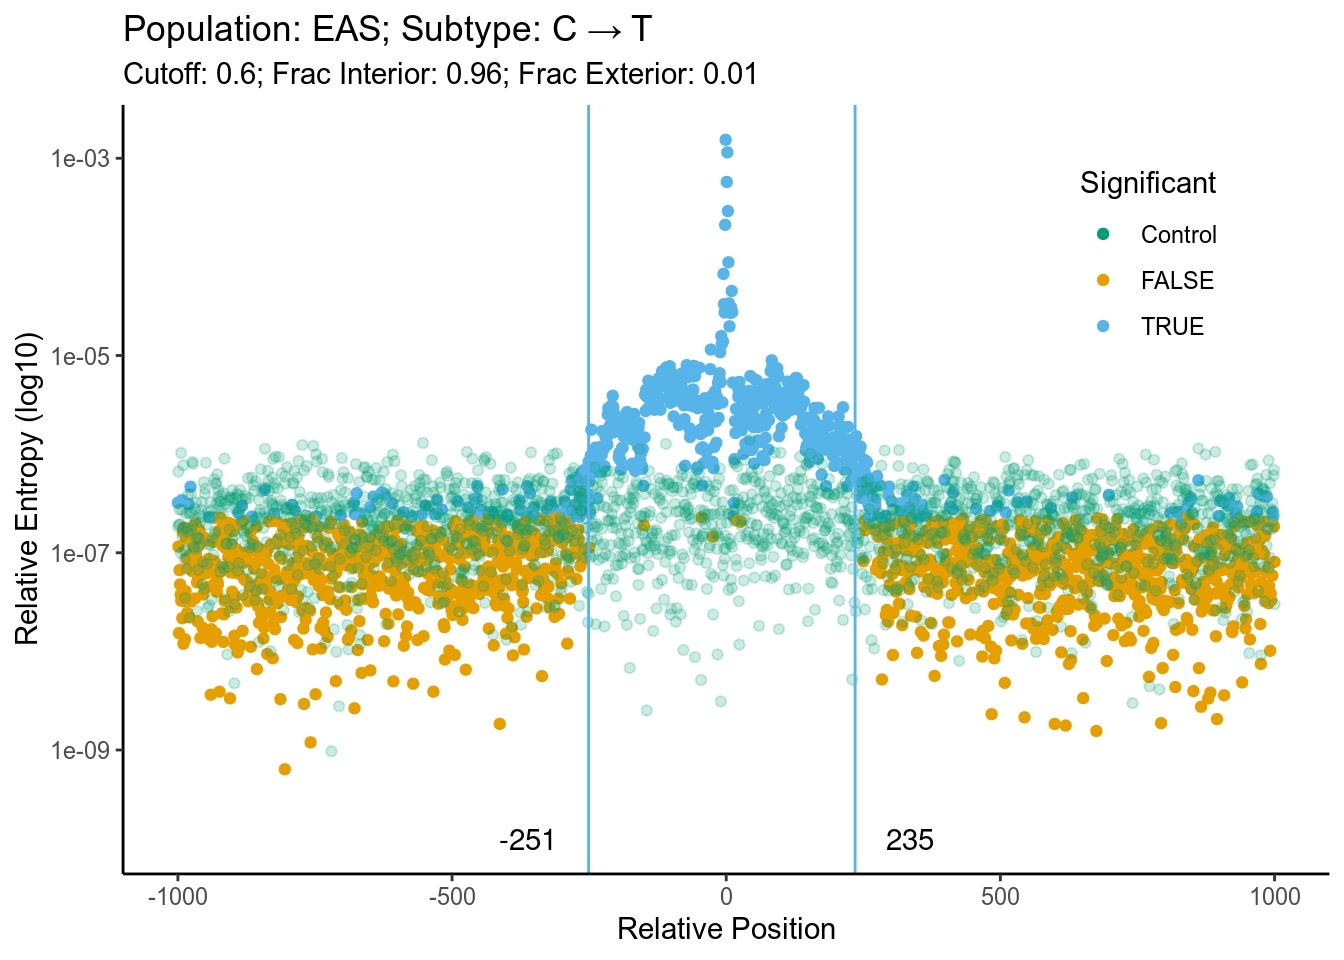 Population: EAS; Subtype: C → T
Cutoff: 0.6; Frac Interior: 0.96; Frac Exterior: 0.01
Relative Entropy (log10)
1e-03
1e-05
1e-07
1e-09
Significant
Control
FALSE
TRUE
-251
235
-1000
-500
0
500
1000
Relative Position